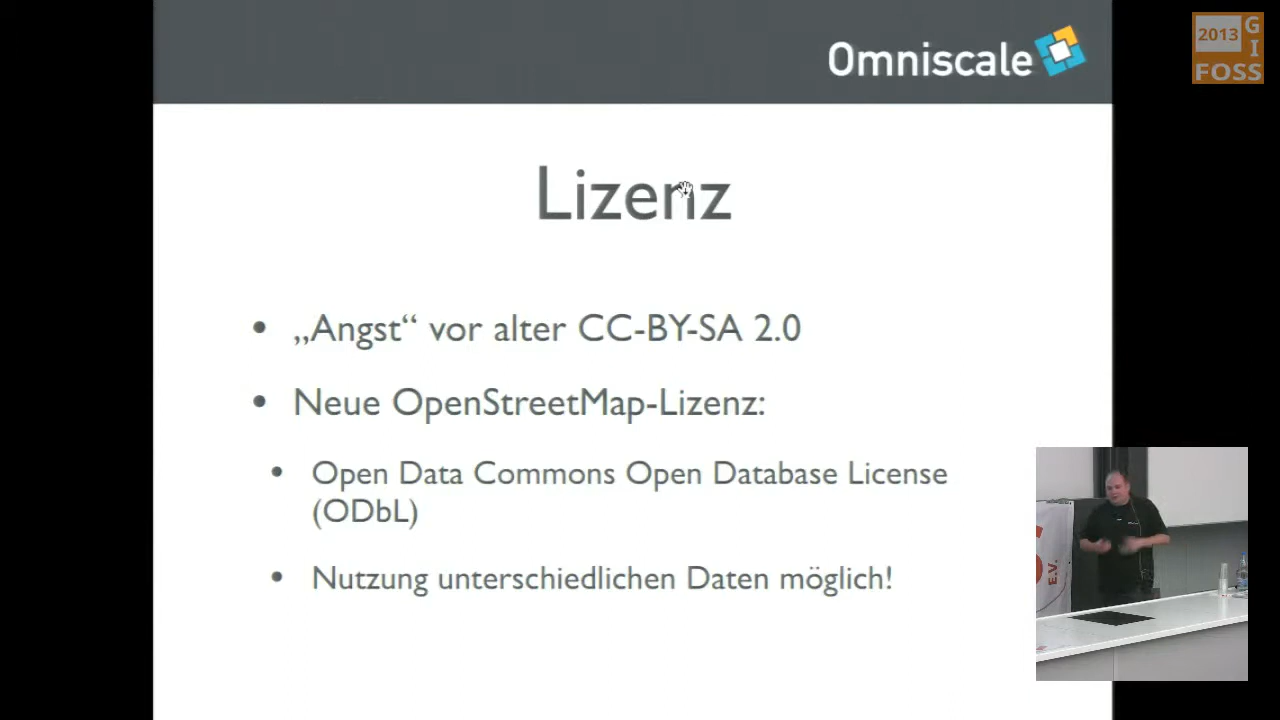 Omniscale
2013
G
I
FOSS
Lizenz
• „Angst“ vor alter CC-BY-SA 2.0
• Neue OpenStreetMap-Lizenz:
• Open Data Commons Open Database License
(ODbL)
• Nutzung unterschiedlichen Daten möglich!
E.V.